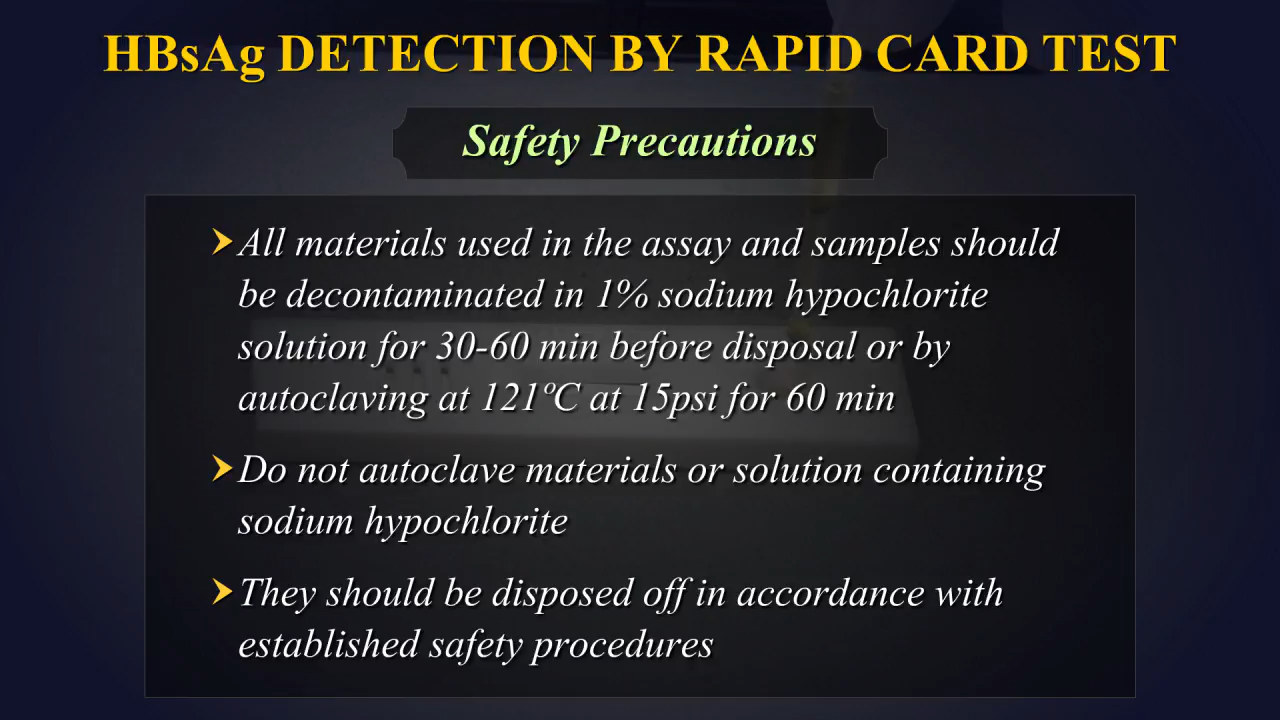 HBsAg DETECTION BY RAPID CARD TEST
Safety Precautions
➢All materials used in the assay and samples should
be decontaminated in 1% sodium hypochlorite
solution for 30-60 min before disposal or by
autoclaving at 121ºC at 15psi for 60 min
➢Do not autoclave materials or solution containing
sodium hypochlorite
➢They should be disposed off in accordance with
established safety procedures